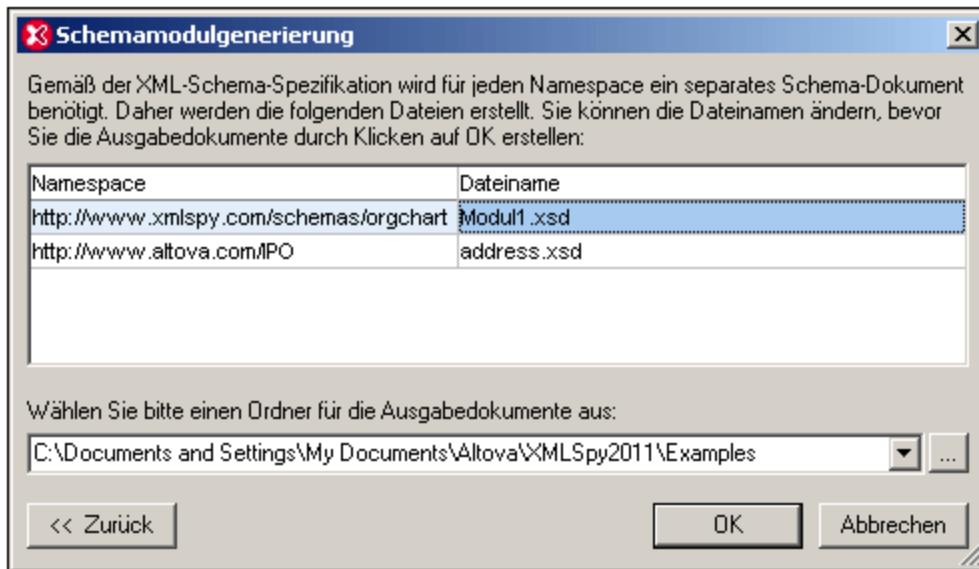 Schemamodulgenerierung
Gemäß der XML-Schema-Spezifikation wird für jeden Namespace ein separates Schema-Dokument
benötigt. Daher werden die folgenden Dateien erstellt. Sie können die Dateinamen ändern, bevor
Sie die Ausgabedokumente durch Klicken auf OK erstellen:
Namespace Dateiname
http://www.xmlspy.com/schemas/orgchart Modul1.xsd
http://www.altova.com/IPO address.xsd
Wählen Sie bitte einen Ordner für die Ausgabedokumente aus:
C:\Documents and Settings\My Documents\Altova\XMLSpy2011\Examples ...
<< Zurück OK Abbrechen